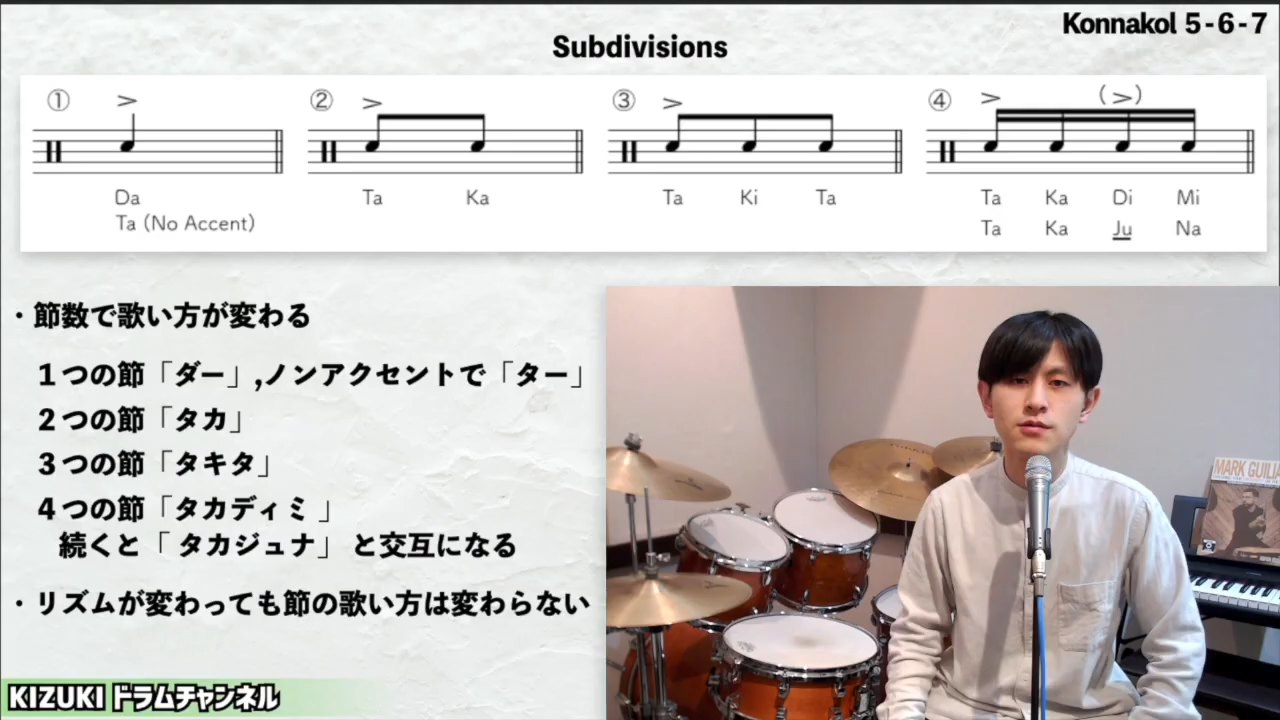 Konnakol 5-6-7
Subdivisions
① ② ③ ④
Da Ta Ka Ta Ki Ta Ta Ka Di Mi
Ta (No Accent) Ta Ka Ju Na
・節数で歌い方が変わる
１つの節「ダー」,ノンアクセントで「ター」
２つの節「タカ」
３つの節「タキタ」
４つの節「タカディミ 」
続くと「 タカジュナ」 と交互になる
・リズムが変わっても節の歌い方は変わらない
MARK
KIZUKI ドラムチャンネル